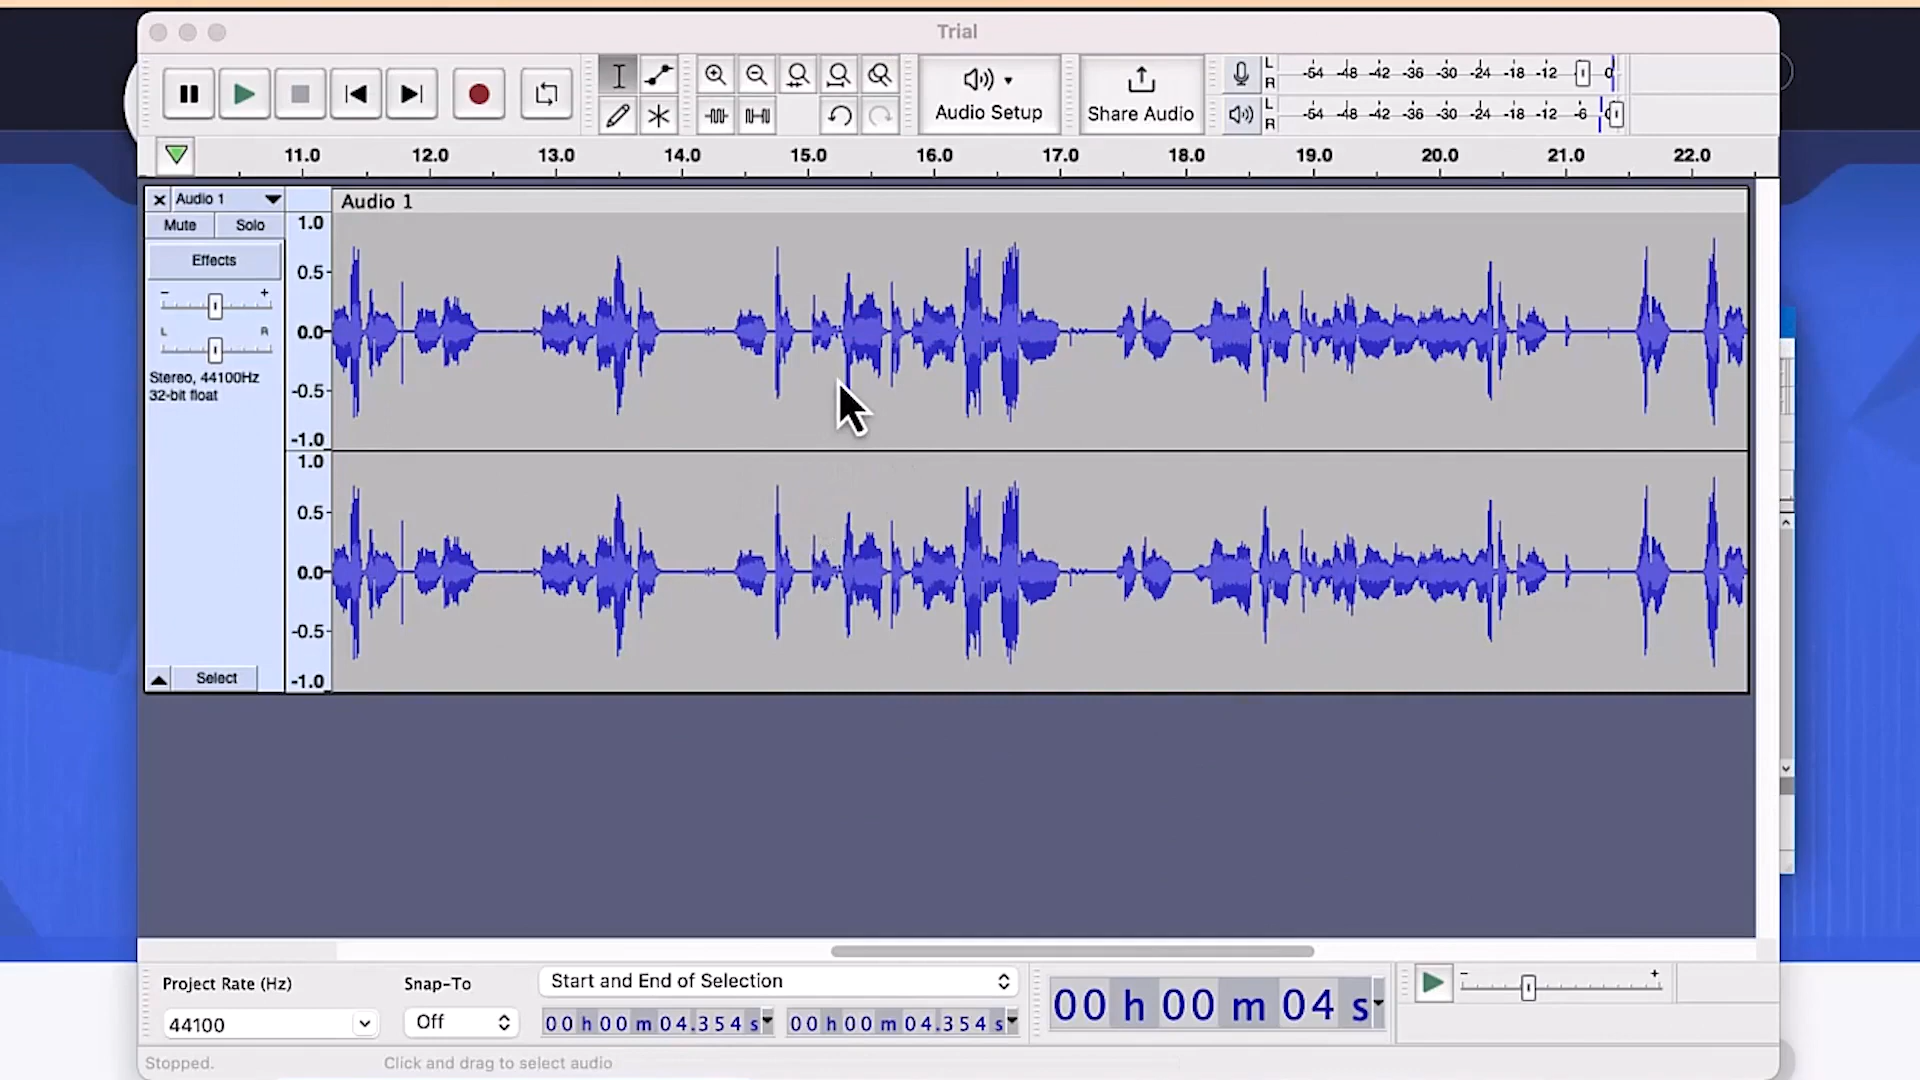 Trial
L
R
-54 -48 -42 -36 -30 -24 -18 -12 0
Audio Setup
Share Audio
L
R
-54 -48 -42 -36 -30 -24 -18 -12 -6 0
11.0 12.0 13.0 14.0 15.0 16.0 17.0 18.0 19.0 20.0 21.0 22.0
Audio 1
Audio 1
Mute Solo
Effects
- +
L R
Stereo, 44100Hz
32-bit float
Select
1.0
0.5
0.0
-0.5
-1.0
1.0
0.5
0.0
-0.5
-1.0
Project Rate (Hz)
Snap-To
Start and End of Selection
44100
Off
00 h 00 m 04.354 s
00 h 00 m 04.354 s
00 h 00 m 04 s
- +
Stopped.
Click and drag to select audio